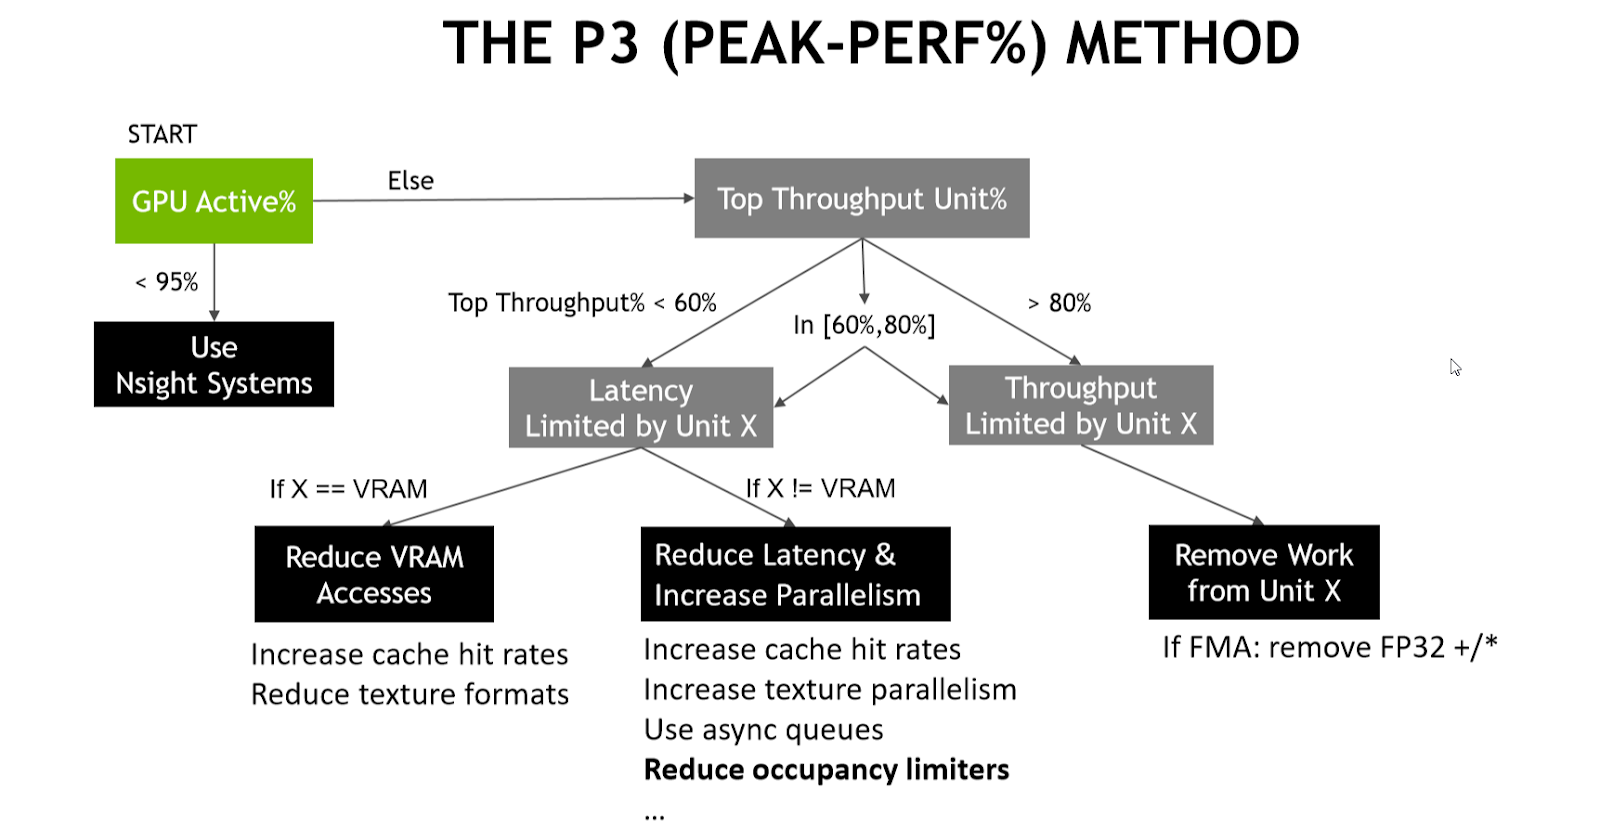 THE P3 (PEAK-PERF%) METHOD
START
GPU Active%
Else
Top Throughput Unit%
< 95%
Use
Nsight Systems
Top Throughput% < 60%
In [60%,80%]
> 80%
Latency
Limited by Unit X
Throughput
Limited by Unit X
If X == VRAM
If X != VRAM
Reduce VRAM
Accesses
Increase cache hit rates
Reduce texture formats
Reduce Latency &
Increase Parallelism
Increase cache hit rates
Increase texture parallelism
Use async queues
Reduce occupancy limiters
...
Remove Work
from Unit X
If FMA: remove FP32 +/*